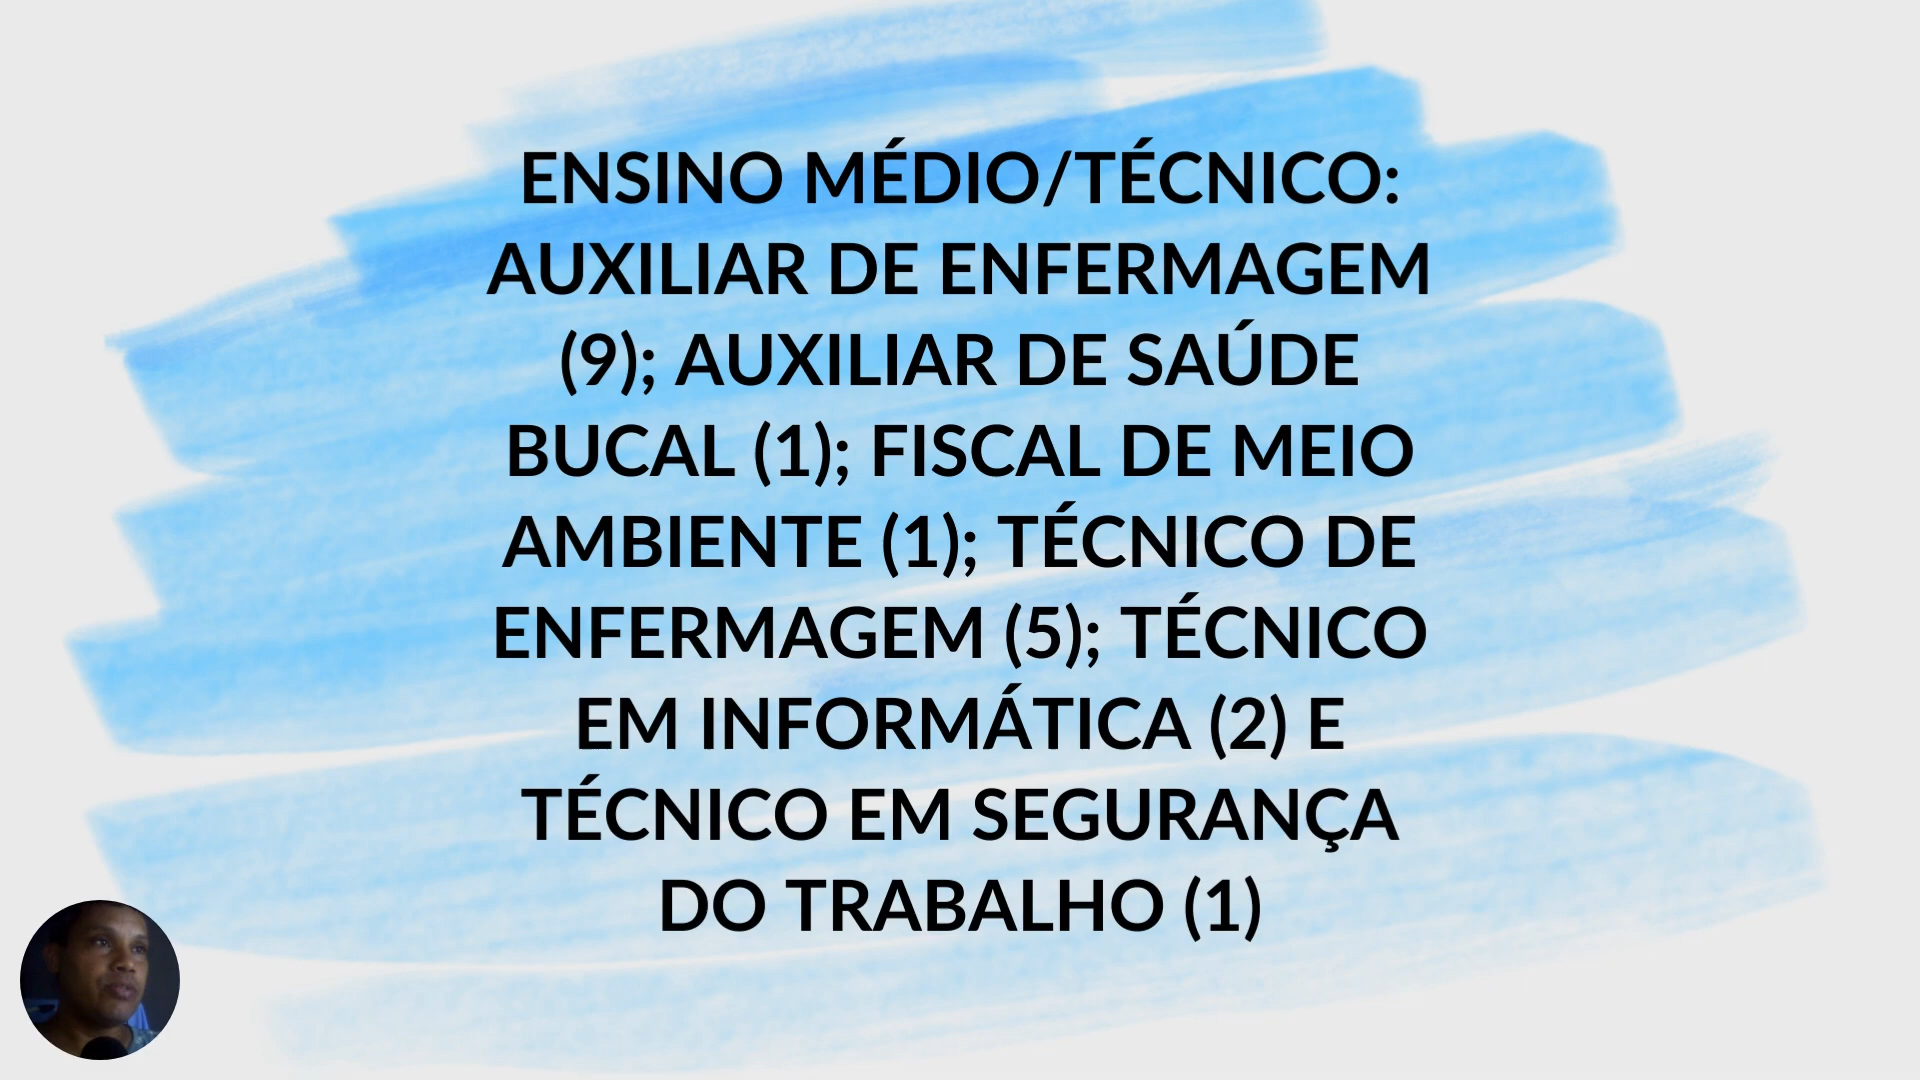 ENSINO MÉDIO/TÉCNICO:
AUXILIAR DE ENFERMAGEM
(9); AUXILIAR DE SAÚDE
BUCAL (1); FISCAL DE MEIO
AMBIENTE (1); TÉCNICO DE
ENFERMAGEM (5); TÉCNICO
EM INFORMÁTICA (2) E
TÉCNICO EM SEGURANÇA
DO TRABALHO (1)